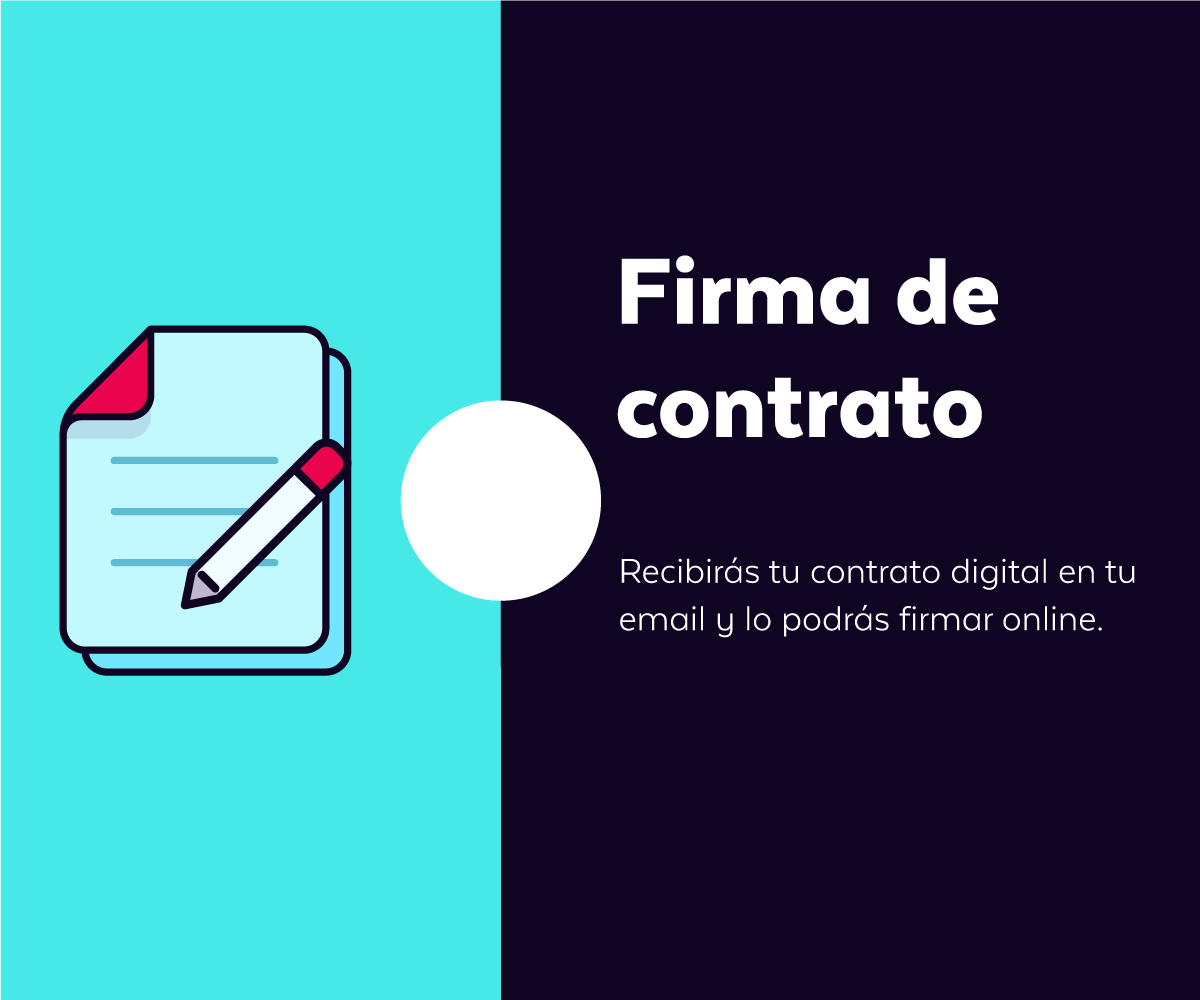 Firma de
contrato
Recibirás tu contrato digital en tu
email y lo podrás firmar online.